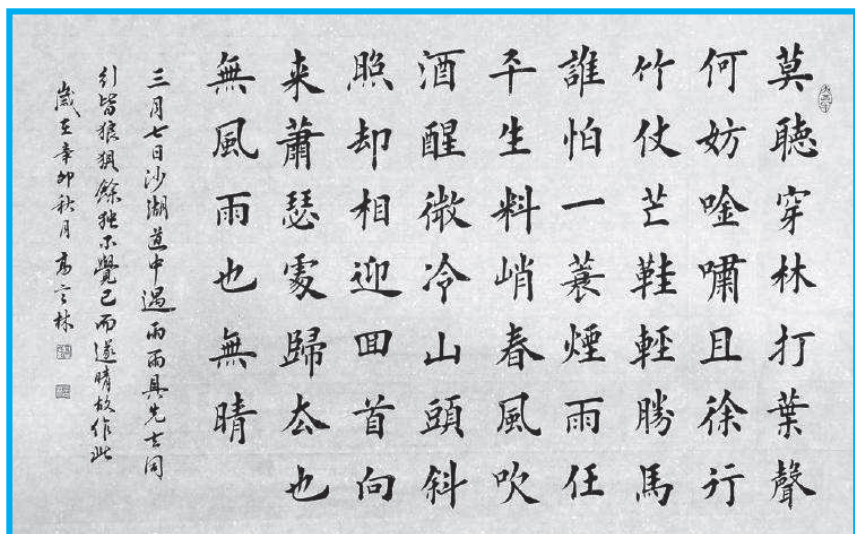 莫聽穿林打葉聲
何妨唫嘯且徐行
竹仗芒鞋輕勝馬
誰怕一蓑煙雨任
平生料峭春風吹
酒醒微冷山頭斜
照却相迎囬首向
来蕭瑟處歸厺也
無風雨也無晴
三月七日沙湖道中遇雨雨具先去同
行皆狼狽餘獨不覺已而遂晴故作此
歲在辛卯秋月高林